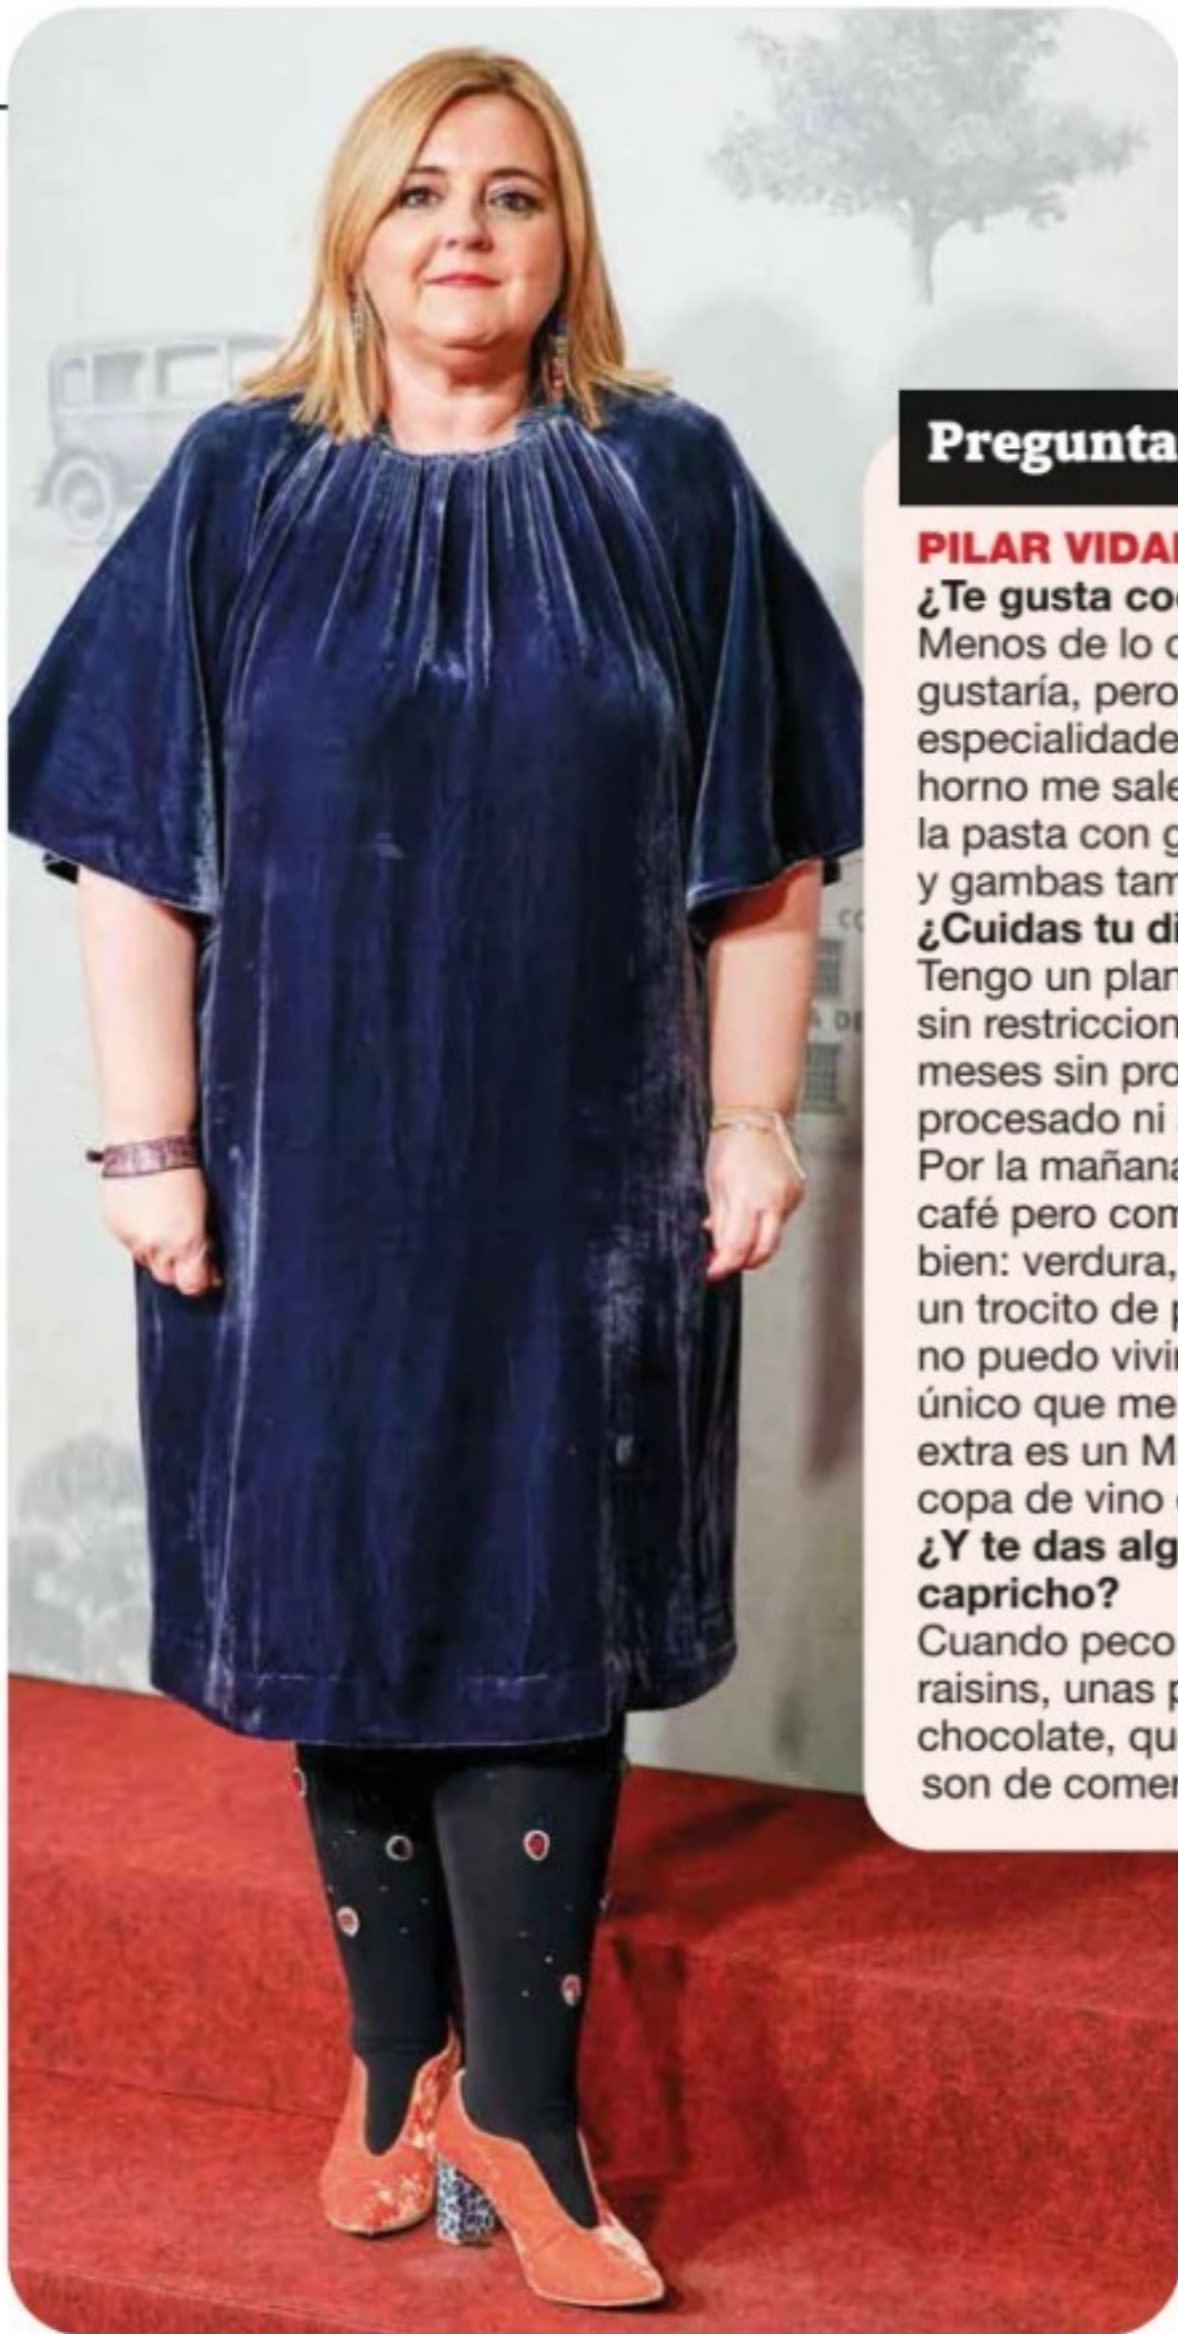 Pregunta
PILAR VIDAL
¿Te gusta co
Menos de lo
gustaría, pero
especialidade
horno me sale
la pasta con g
y gambas tam
¿Cuidas tu di
Tengo un plan
sin restriccion
meses sin pro
procesado ni
Por la mañana
café pero com
bien: verdura,
un trocito de p
no puedo vivir
único que me
extra es un M
copa de vino
¿Y te das alg
capricho?
Cuando peco
raisins, unas p
chocolate, qu
son de comer
CO
A DE